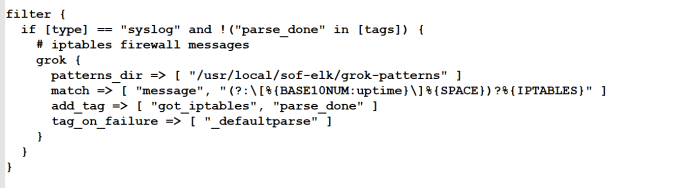 filter {
  if [type] == "syslog" and !("parse_done" in [tags]) {
    # iptables firewall messages
    grok {
      patterns_dir => [ "/usr/local/sof-elk/grok-patterns" ]
      match => [ "message", "(?:\[%{BASE10NUM:uptime}\]%{SPACE})?%{IPTABLES}" ]
      add_tag => [ "got_iptables", "parse_done" ]
      tag_on_failure => [ "_defaultparse" ]
    }
  }
}